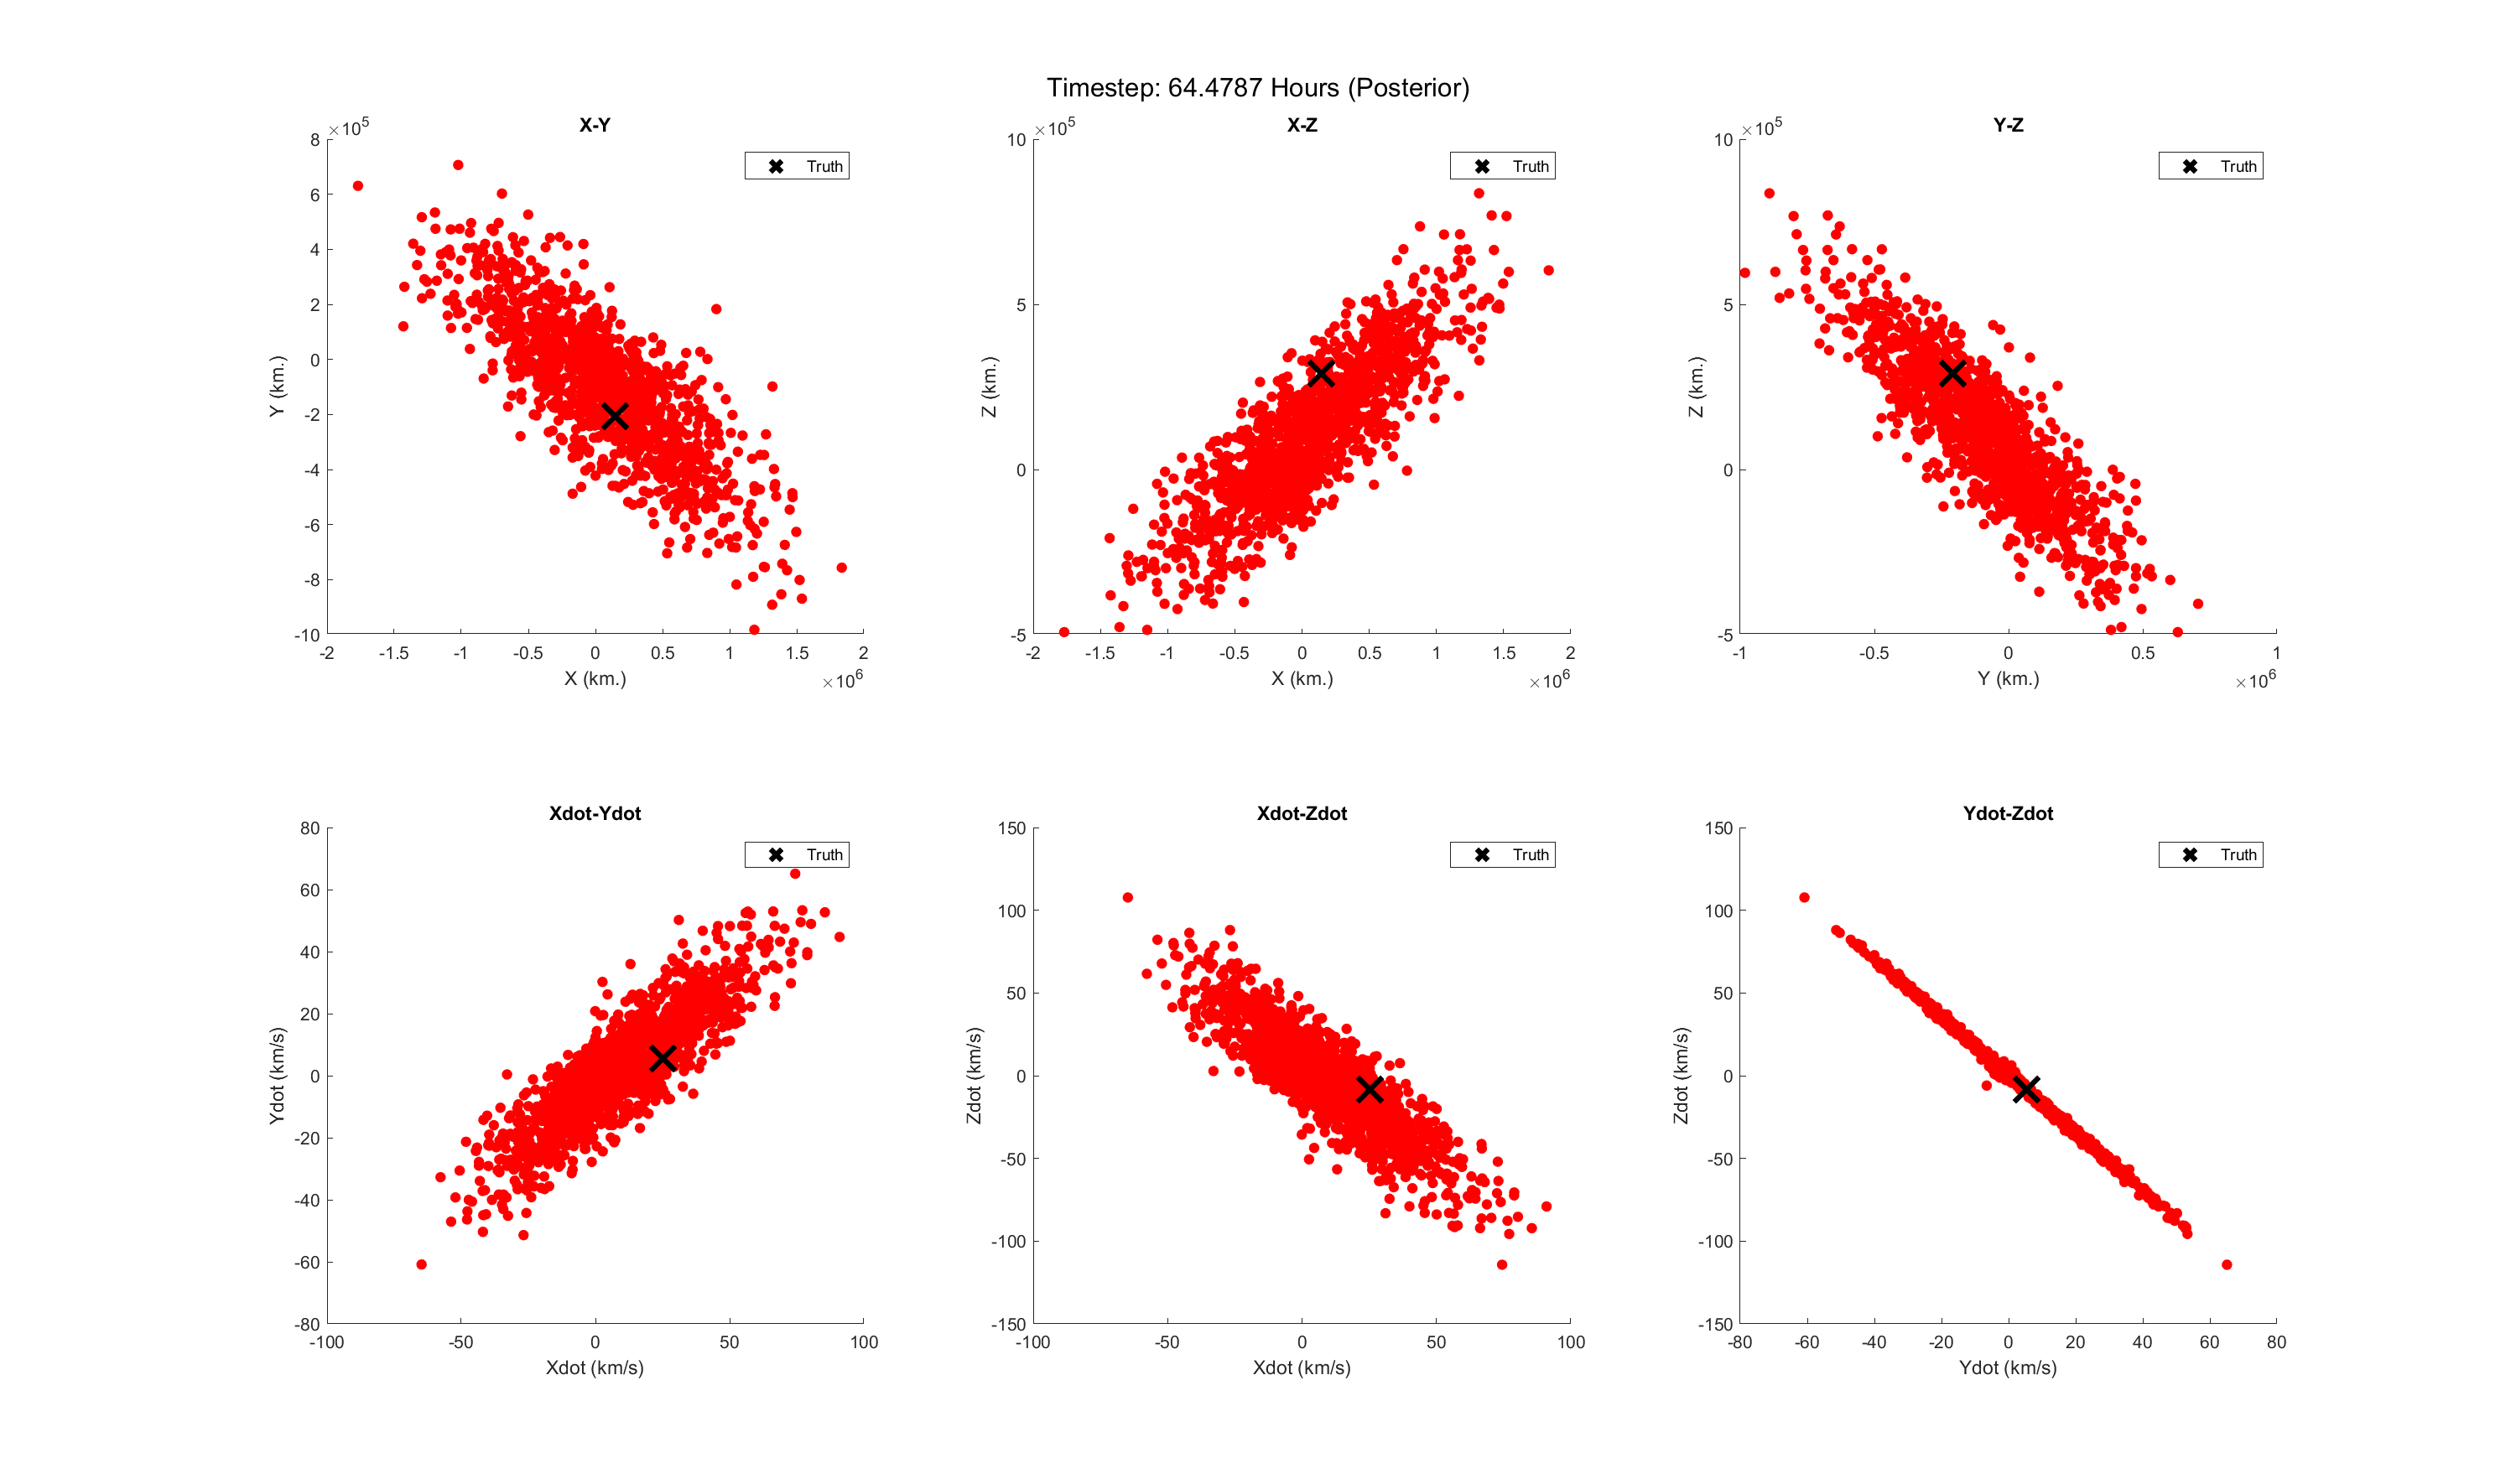 Timestep: 64.4787 Hours (Posterior)
X-Y
×10^5
Truth
8
6
4
2
0
-2
-4
-6
-8
-10
Y (km.)
-2 -1.5 -1 -0.5 0 0.5 1 1.5 2
X (km.)
×10^6
X-Z
×10^5
Truth
10
5
0
-5
Z (km.)
-2 -1.5 -1 -0.5 0 0.5 1 1.5 2
X (km.)
×10^6
Y-Z
×10^5
Truth
10
5
0
-5
Z (km.)
-1 -0.5 0 0.5 1
Y (km.)
×10^6
Xdot-Ydot
Truth
80
60
40
20
0
-20
-40
-60
-80
Ydot (km/s)
-100 -50 0 50 100
Xdot (km/s)
Xdot-Zdot
Truth
150
100
50
0
-50
-100
-150
Zdot (km/s)
-100 -50 0 50 100
Xdot (km/s)
Ydot-Zdot
Truth
150
100
50
0
-50
-100
-150
Zdot (km/s)
-80 -60 -40 -20 0 20 40 60 80
Ydot (km/s)